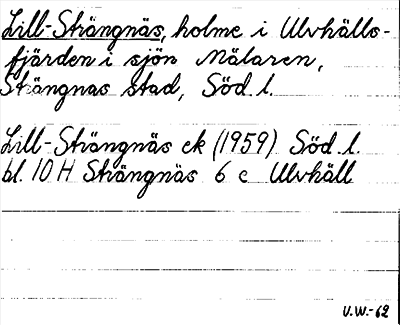 Lill-Strängnäs, holme i Ulvhälls-
fjärden i sjön Mälaren,
Strängnäs stad, Söd. l.
Lill-Strängnäs ek (1959) Söd. l.
bl. 10 H Strängnäs 6 e Ulvhäll
U.W.-62